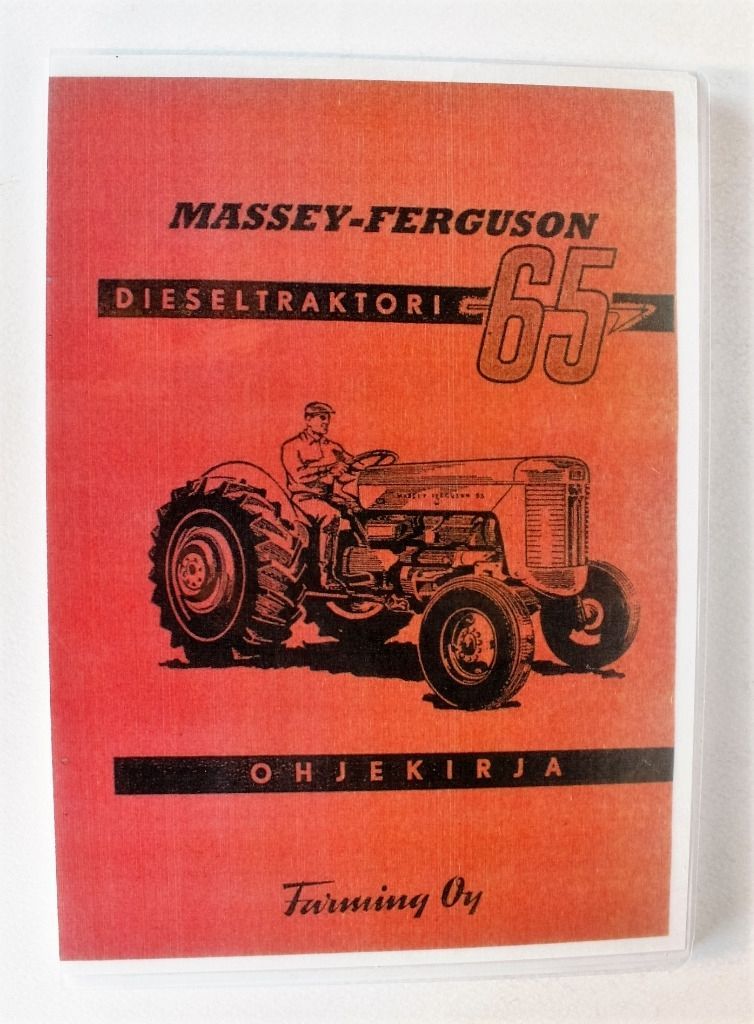 MASSEY-FERGUSON
DIESELTRAKTORI 65
MASSEY FERGUSON 65
OHJEKIRJA
Farming Oy